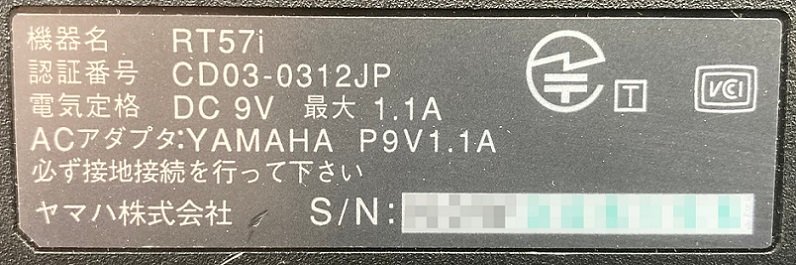 機器名 RT57i
認証番号 CD03-0312JP
電気定格 DC 9V 最大 1.1A
T
VCI
ACアダプタ:YAMAHA P9V1.1A
必ず接地接続を行って下さい
ヤマハ株式会社 S/N: